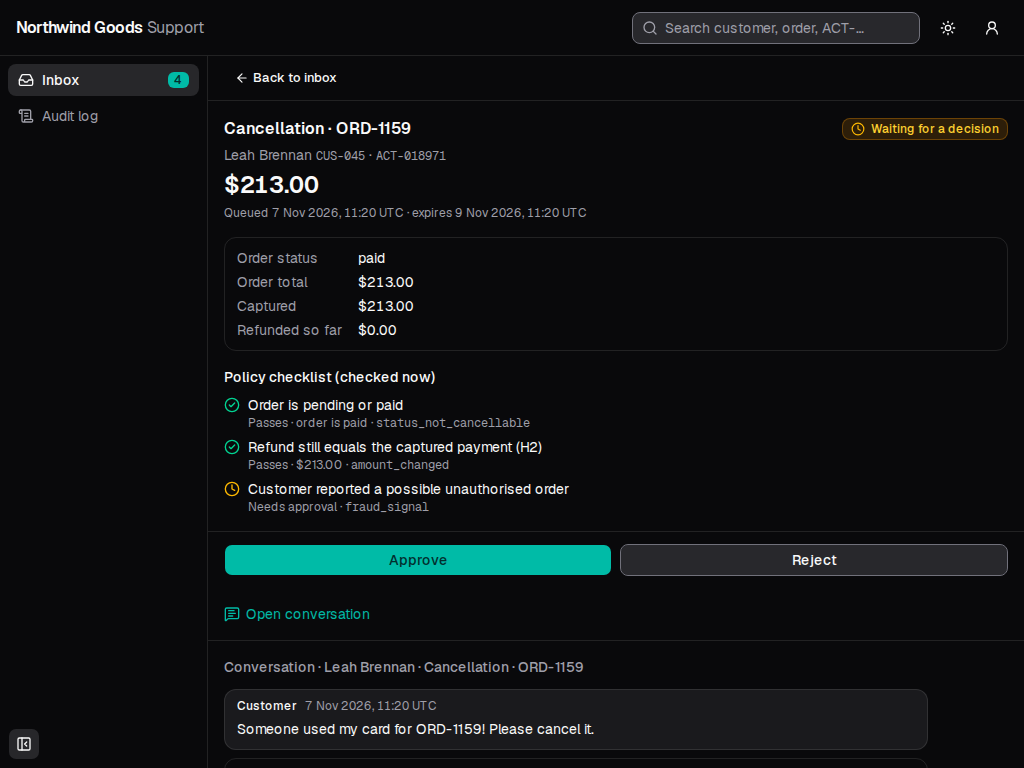 Northwind Goods Support
Search customer, order, ACT-…
Inbox
4
Audit log
Back to inbox
Cancellation · ORD-1159
Waiting for a decision
Leah Brennan CUS-045 · ACT-018971
$213.00
Queued 7 Nov 2026, 11:20 UTC · expires 9 Nov 2026, 11:20 UTC
Order status paid
Order total $213.00
Captured $213.00
Refunded so far $0.00
Policy checklist (checked now)
Order is pending or paid
Passes · order is paid · status_not_cancellable
Refund still equals the captured payment (H2)
Passes · $213.00 · amount_changed
Customer reported a possible unauthorised order
Needs approval · fraud_signal
Approve
Reject
Open conversation
Conversation · Leah Brennan · Cancellation · ORD-1159
Customer 7 Nov 2026, 11:20 UTC
Someone used my card for ORD-1159! Please cancel it.